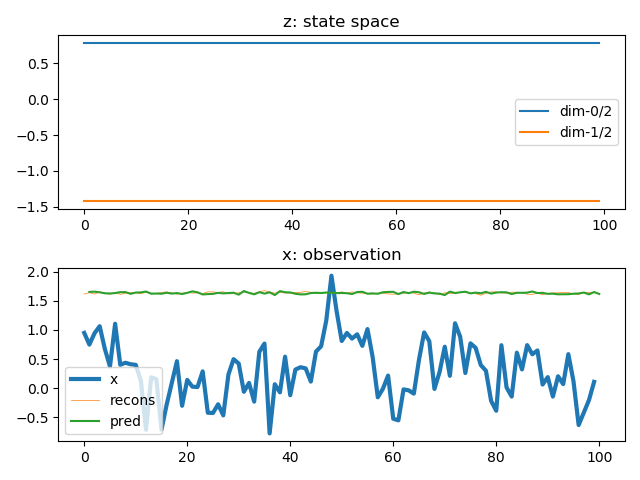 z: state space
0.5
0.0
−0.5
−1.0
−1.5
dim-0/2
dim-1/2
0 20 40 60 80 100
x: observation
2.0
1.5
1.0
0.5
0.0
−0.5
x
recons
pred
0 20 40 60 80 100